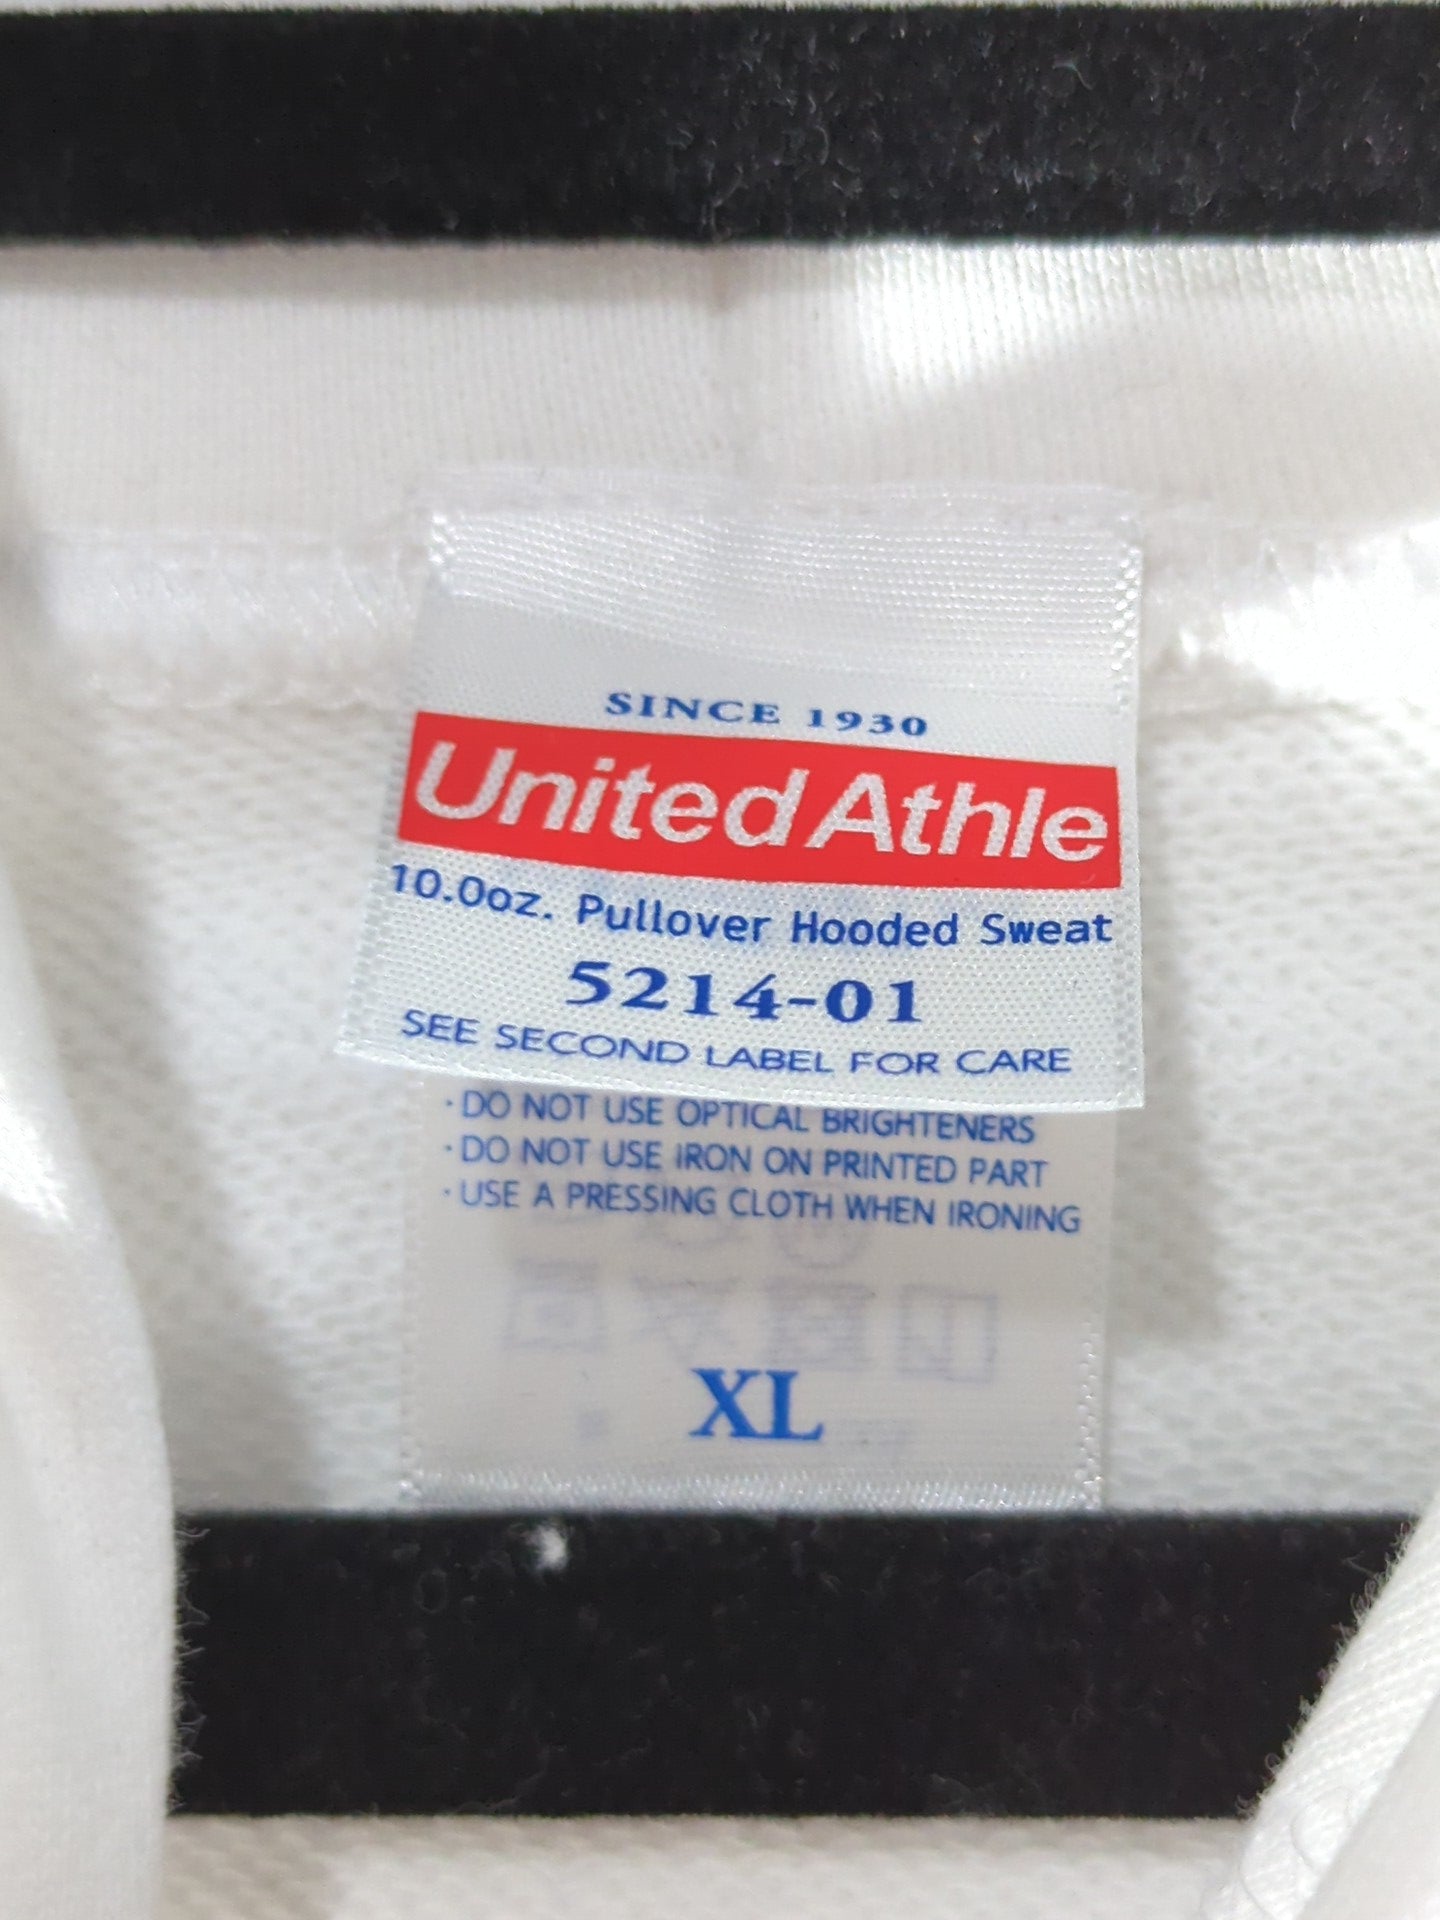 SINCE 1930
United Athle
10.0oz. Pullover Hooded Sweat
5214-01
SEE SECOND LABEL FOR CARE
・DO NOT USE OPTICAL BRIGHTENERS
・DO NOT USE IRON ON PRINTED PART
・USE A PRESSING CLOTH WHEN IRONING
XL